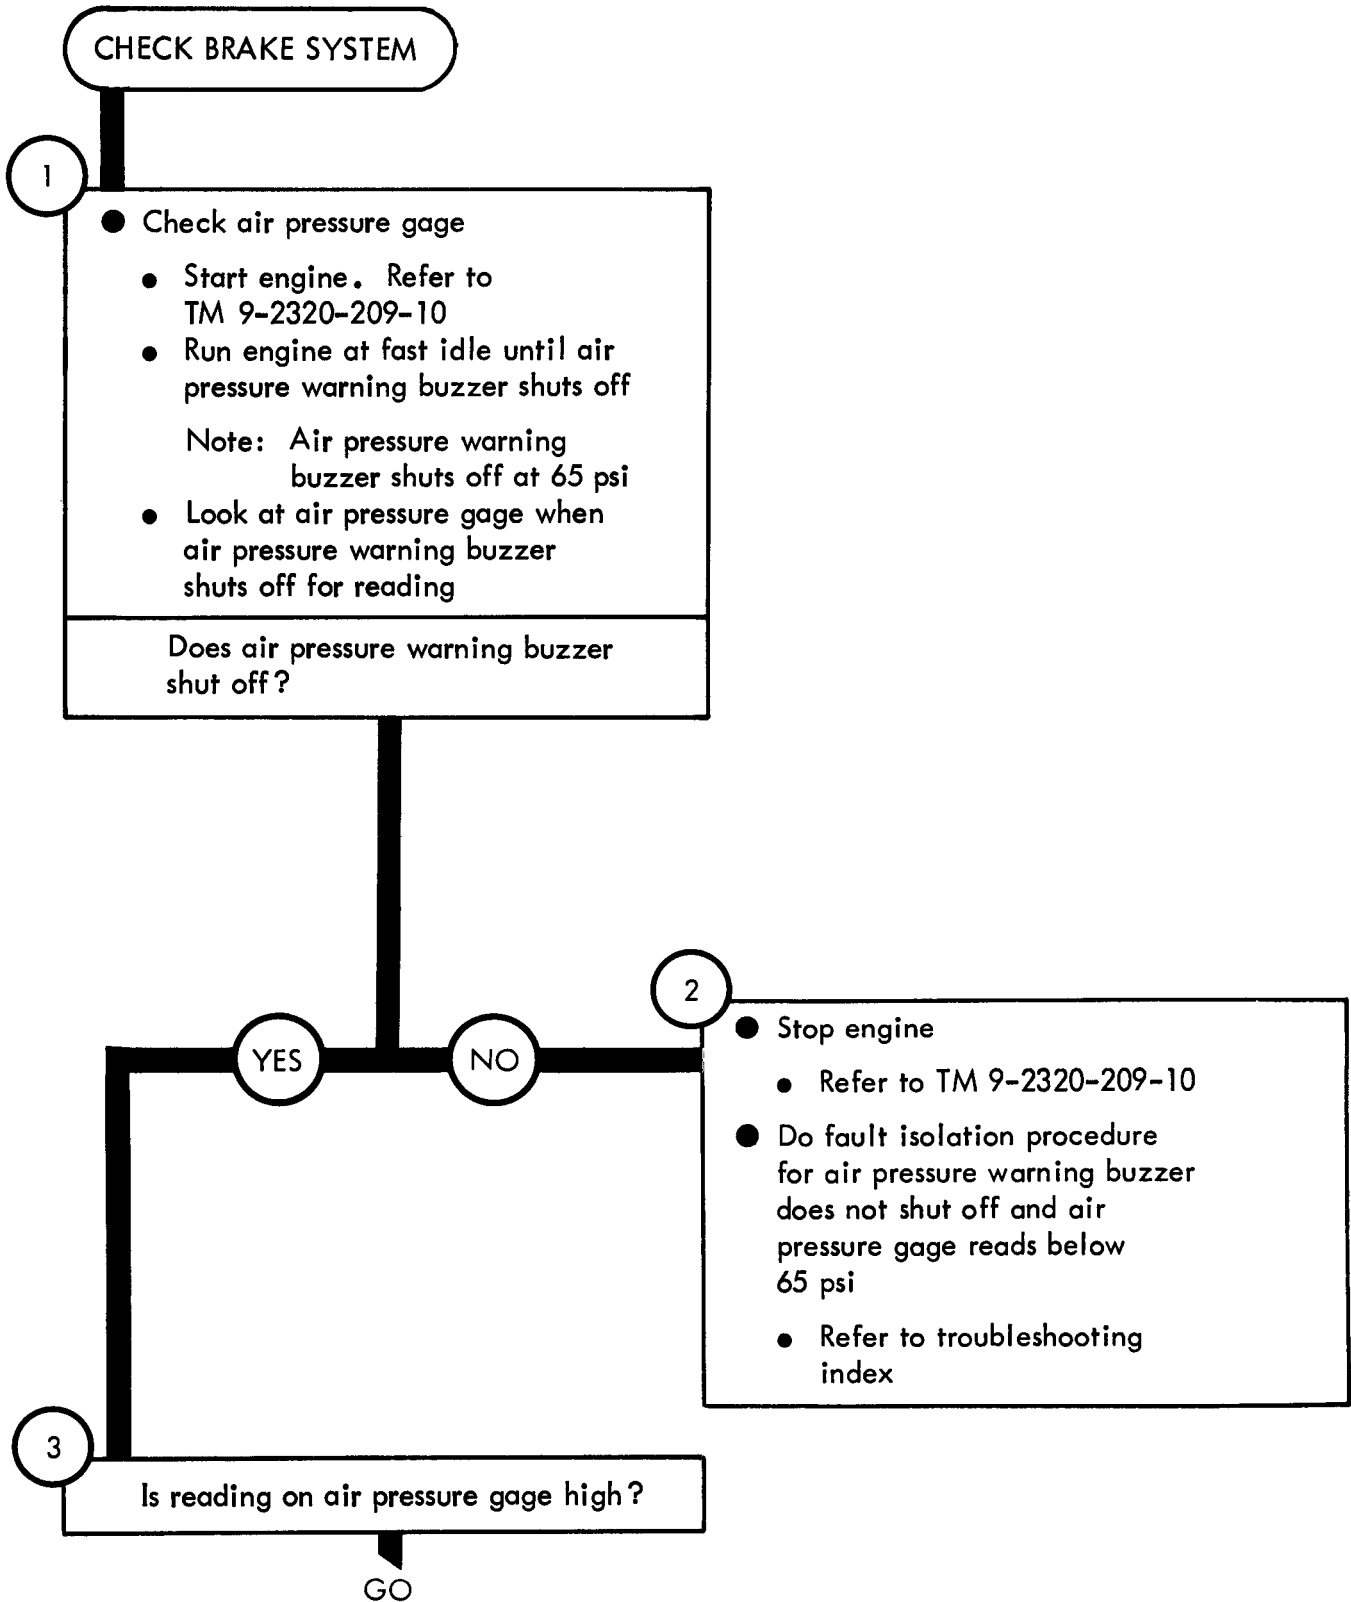 CHECK BRAKE SYSTEM
1
● Check air pressure gage
● Start engine. Refer to
TM 9-2320-209-10
● Run engine at fast idle until air
pressure warning buzzer shuts off
Note: Air pressure warning
buzzer shuts off at 65 psi
● Look at air pressure gage when
air pressure warning buzzer
shuts off for reading
Does air pressure warning buzzer
shut off?
YES
NO
2
● Stop engine
● Refer to TM 9-2320-209-10
● Do fault isolation procedure
for air pressure warning buzzer
does not shut off and air
pressure gage reads below
65 psi
● Refer to troubleshooting
index
3
Is reading on air pressure gage high?
GO